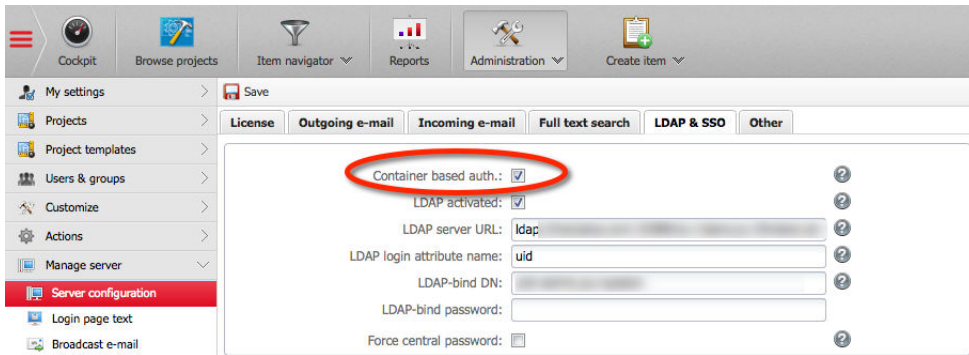 Cockpit
Browse projects
Item navigator
Reports
Administration
Create item
My settings
Save
Projects
License Outgoing e-mail Incoming e-mail Full text search LDAP & SSO Other
Project templates
Users & groups
Container based auth.:
Customize
LDAP activated:
Actions
LDAP server URL: ldap
Manage server
LDAP login attribute name: uid
Server configuration
LDAP-bind DN:
Login page text
LDAP-bind password:
Broadcast e-mail
Force central password: